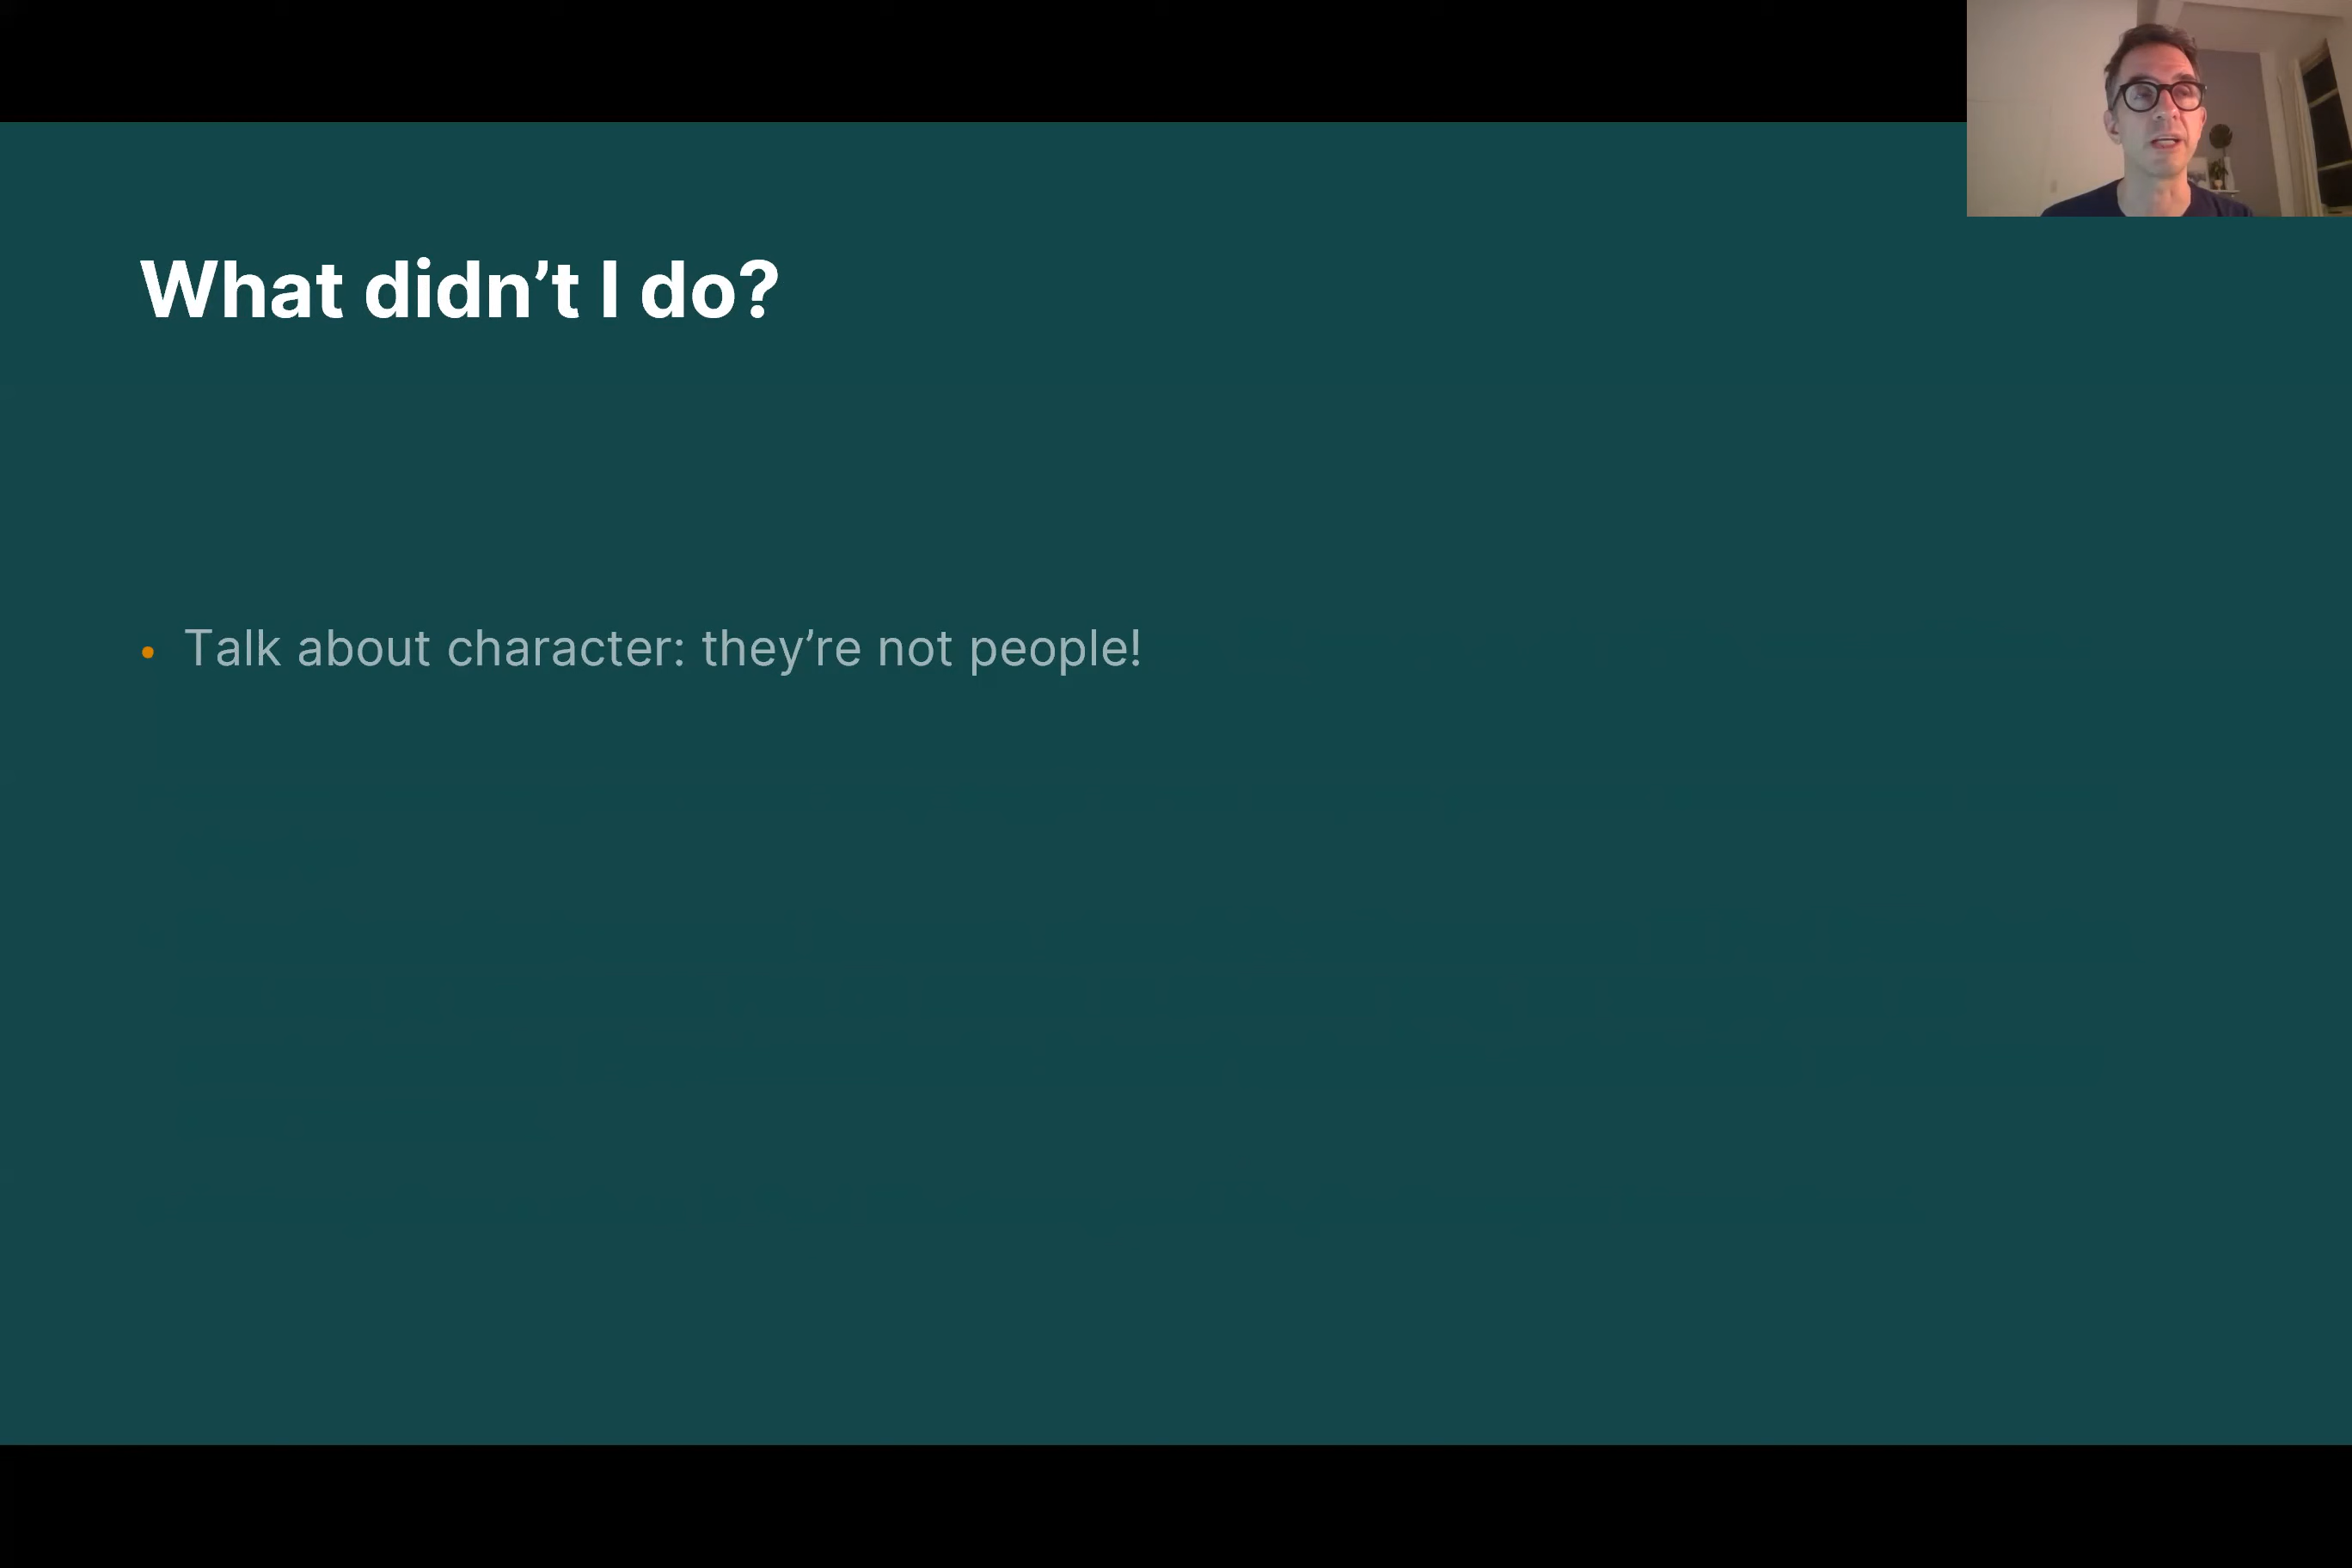 What didn’t I do?
Talk about character: they’re not people!